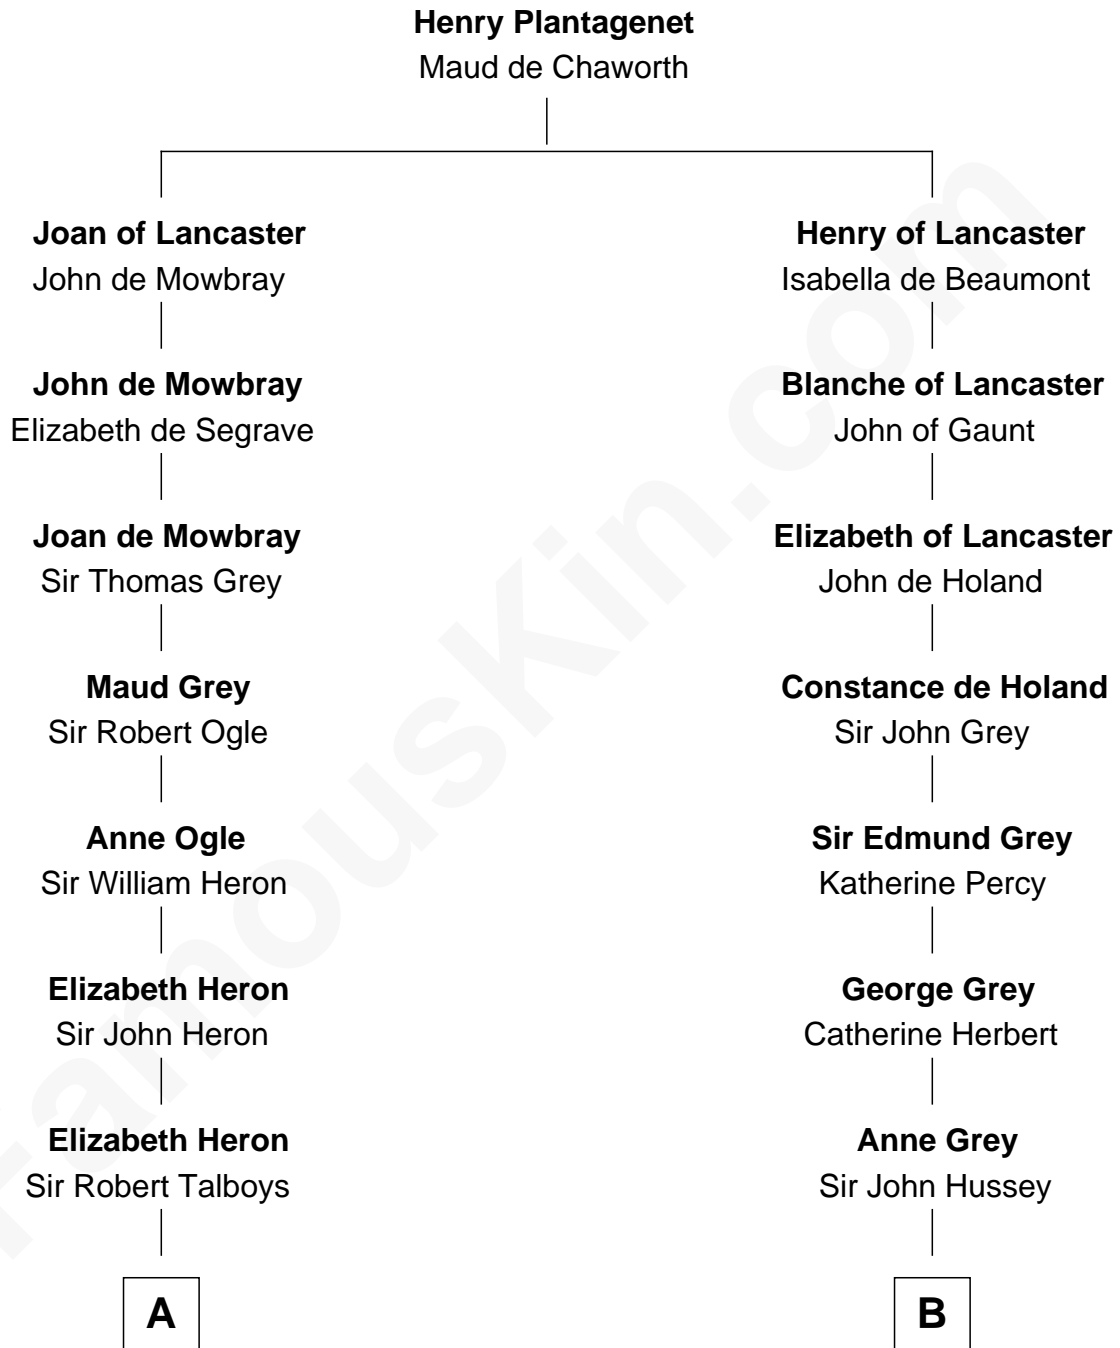 Henry Plantagenet
Maud de Chaworth
Joan of Lancaster
John de Mowbray
Henry of Lancaster
Isabella de Beaumont
John de Mowbray
Elizabeth de Segrave
Blanche of Lancaster
John of Gaunt
Joan de Mowbray
Sir Thomas Grey
Elizabeth of Lancaster
John de Holand
Maud Grey
Sir Robert Ogle
Constance de Holand
Sir John Grey
Anne Ogle
Sir William Heron
Sir Edmund Grey
Katherine Percy
Elizabeth Heron
Sir John Heron
George Grey
Catherine Herbert
Elizabeth Heron
Sir Robert Talboys
Anne Grey
Sir John Hussey
A
B
FamousKin.com